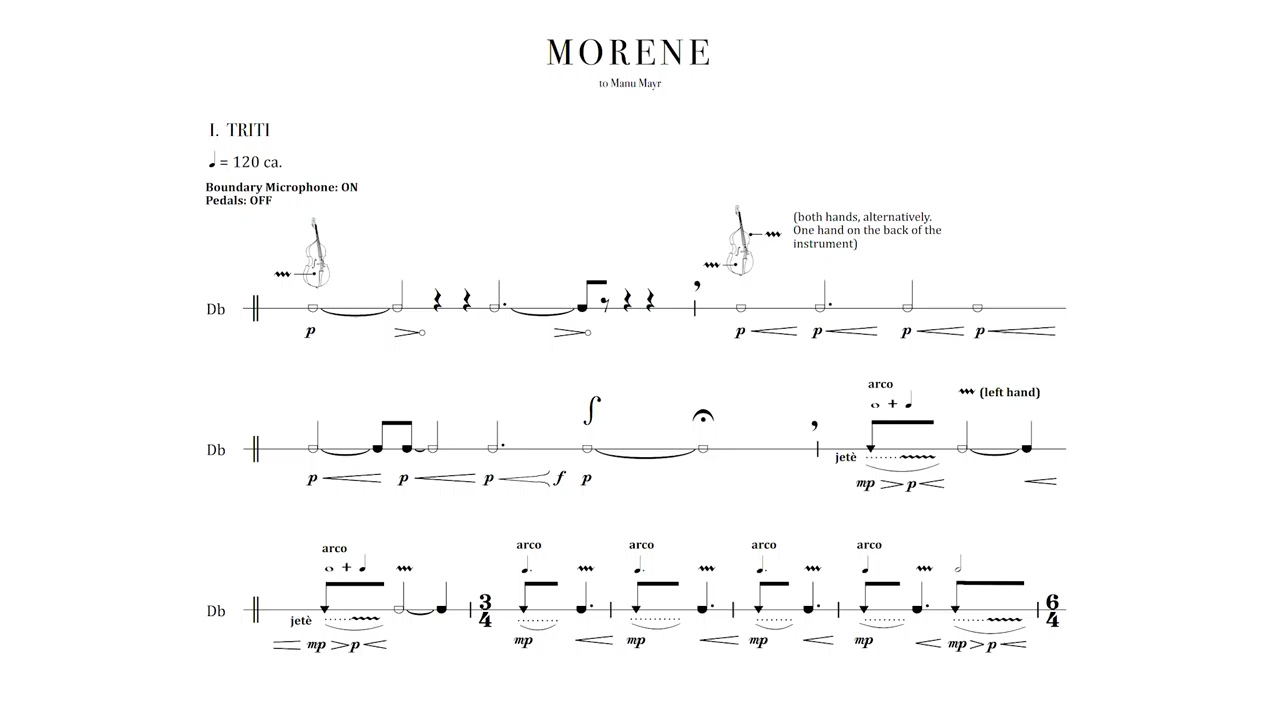 MORENE
to Manu Mayr
I. TRITI
= 120 ca.
Boundary Microphone: ON
Pedals: OFF
(both hands, alternatively.
One hand on the back of the
instrument)
Db
p p p p p
arco
(left hand)
+
Db
jetè
p p p f p mp p
arco arco arco arco arco
+
Db 3 4 6 4
jetè
mp p mp mp mp mp mp p